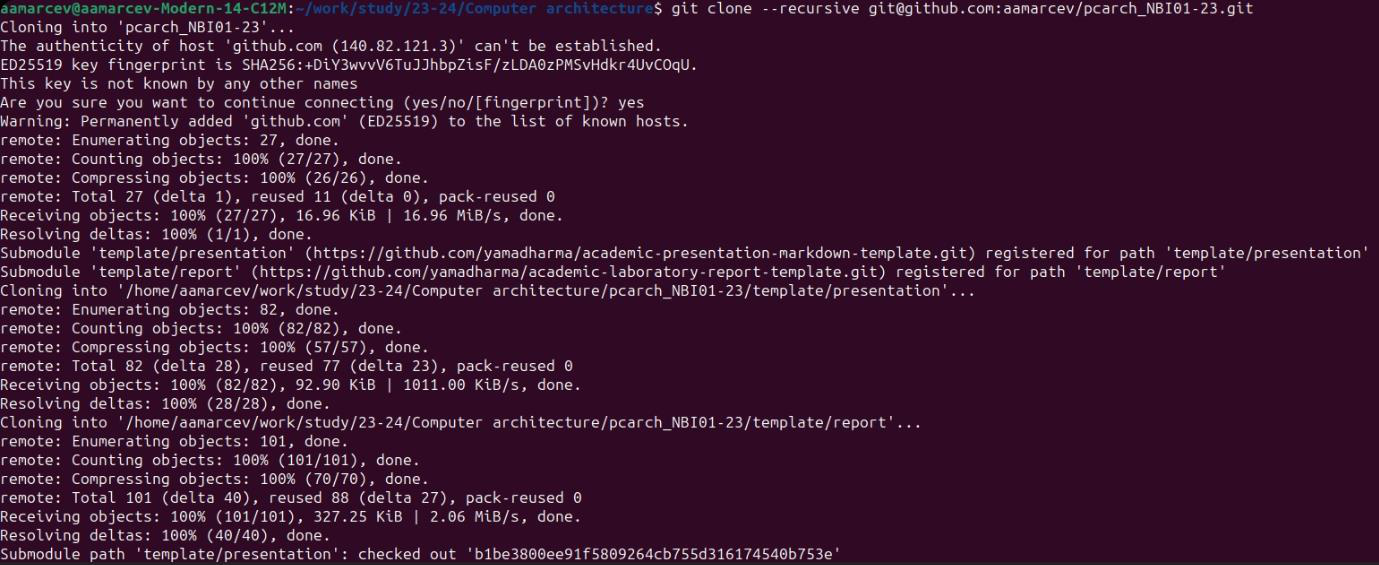 aamarcev@aamarcev-Modern-14-C12M:~/work/study/23-24/Computer architecture$ git clone --recursive git@github.com:aamarcev/pcarch_NBI01-23.git
Cloning into 'pcarch_NBI01-23'...
The authenticity of host 'github.com (140.82.121.3)' can't be established.
ED25519 key fingerprint is SHA256:+DiY3wvvV6TuJJhbpZisF/zLDA0zPMSvHdkr4UvCOqU.
This key is not known by any other names
Are you sure you want to continue connecting (yes/no/[fingerprint])? yes
Warning: Permanently added 'github.com' (ED25519) to the list of known hosts.
remote: Enumerating objects: 27, done.
remote: Counting objects: 100% (27/27), done.
remote: Compressing objects: 100% (26/26), done.
remote: Total 27 (delta 1), reused 11 (delta 0), pack-reused 0
Receiving objects: 100% (27/27), 16.96 KiB | 16.96 MiB/s, done.
Resolving deltas: 100% (1/1), done.
Submodule 'template/presentation' (https://github.com/yamadharma/academic-presentation-markdown-template.git) registered for path 'template/presentation'
Submodule 'template/report' (https://github.com/yamadharma/academic-laboratory-report-template.git) registered for path 'template/report'
Cloning into '/home/aamarcev/work/study/23-24/Computer architecture/pcarch_NBI01-23/template/presentation'...
remote: Enumerating objects: 82, done.
remote: Counting objects: 100% (82/82), done.
remote: Compressing objects: 100% (57/57), done.
remote: Total 82 (delta 28), reused 77 (delta 23), pack-reused 0
Receiving objects: 100% (82/82), 92.90 KiB | 1011.00 KiB/s, done.
Resolving deltas: 100% (28/28), done.
Cloning into '/home/aamarcev/work/study/23-24/Computer architecture/pcarch_NBI01-23/template/report'...
remote: Enumerating objects: 101, done.
remote: Counting objects: 100% (101/101), done.
remote: Compressing objects: 100% (70/70), done.
remote: Total 101 (delta 40), reused 88 (delta 27), pack-reused 0
Receiving objects: 100% (101/101), 327.25 KiB | 2.06 MiB/s, done.
Resolving deltas: 100% (40/40), done.
Submodule path 'template/presentation': checked out 'b1be3800ee91f5809264cb755d316174540b753e'